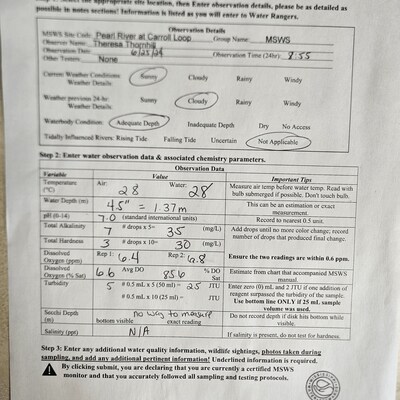 appropriate site location, then Enter observation details, please be as detailed as
possible in notes sections! Information is listed as you will enter to Water Rangers.
Observation Details
MSWS Site Code: Pearl River at Carroll Loop Group Name: MSWS
Observer Name: Theresa Thornhill
Observation Date: 6/25/24 Observation Time (24hr) 8:55
Other Testers: None
Current Weather Conditions: Sunny Cloudy Rainy Windy
Weather Details:
Weather previous 24-hr: Sunny Cloudy Rainy Windy
Weather Details:
Waterbody Condition: Adequate Depth Inadequate Depth Dry No Access
Tidally Influenced Rivers: Rising Tide Falling Tide Uncertain Not Applicable
Step 2: Enter water observation data & associated chemistry parameters.
Observation Data
Variable Value Important Tips
Temperature (°C) Air: 28 Water: 28 Measure air temp before water temp. Read with bulb submerged if possible. Don't touch bulb.
Water Depth (m) 45" = 1.37m This can be an estimation or exact measurement.
pH (0-14) 7.0 (standard international units) Record to nearest 0.5 unit.
Total Alkalinity 7 # drops x 5= 35 (mg/L) Add drops until no more color change; record number of drops that produced final change.
Total Hardness 3 # drops x 10= 30 (mg/L)
Dissolved Oxygen (ppm) Rep 1: 6.4 Rep 2: 6.8 Ensure the two readings are within 0.6 ppm.
Dissolved Oxygen (% Sat) 6.6 Avg DO 85% % DO Sat Estimate from chart accompanied MSWS manual.
Turbidity 5 # 0.5 mL x 5 (50 ml)= 25 JTU Enter zero (0) mL and 2 JTU if one addition of reagent surpassed the turbidity of the sample.
# 0.5 mL x 10 (25 ml)= JTU Use bottom line ONLY if 25 mL sample volume was used.
Secchi Depth (m) no way to measure Do not record depth if disk hits bottom while visible.
bottom visible exact reading
Salinity (ppt) N/A If salinity is present, do not test for hardness.
Step 3: Enter any additional water quality information, wildlife sightings, photos taken during
sampling, and add any additional pertinent information! Underlined information is required.
By clicking submit, you are declaring that you are currently a certified MSWS
monitor and that you accurately followed all sampling and testing protocols.